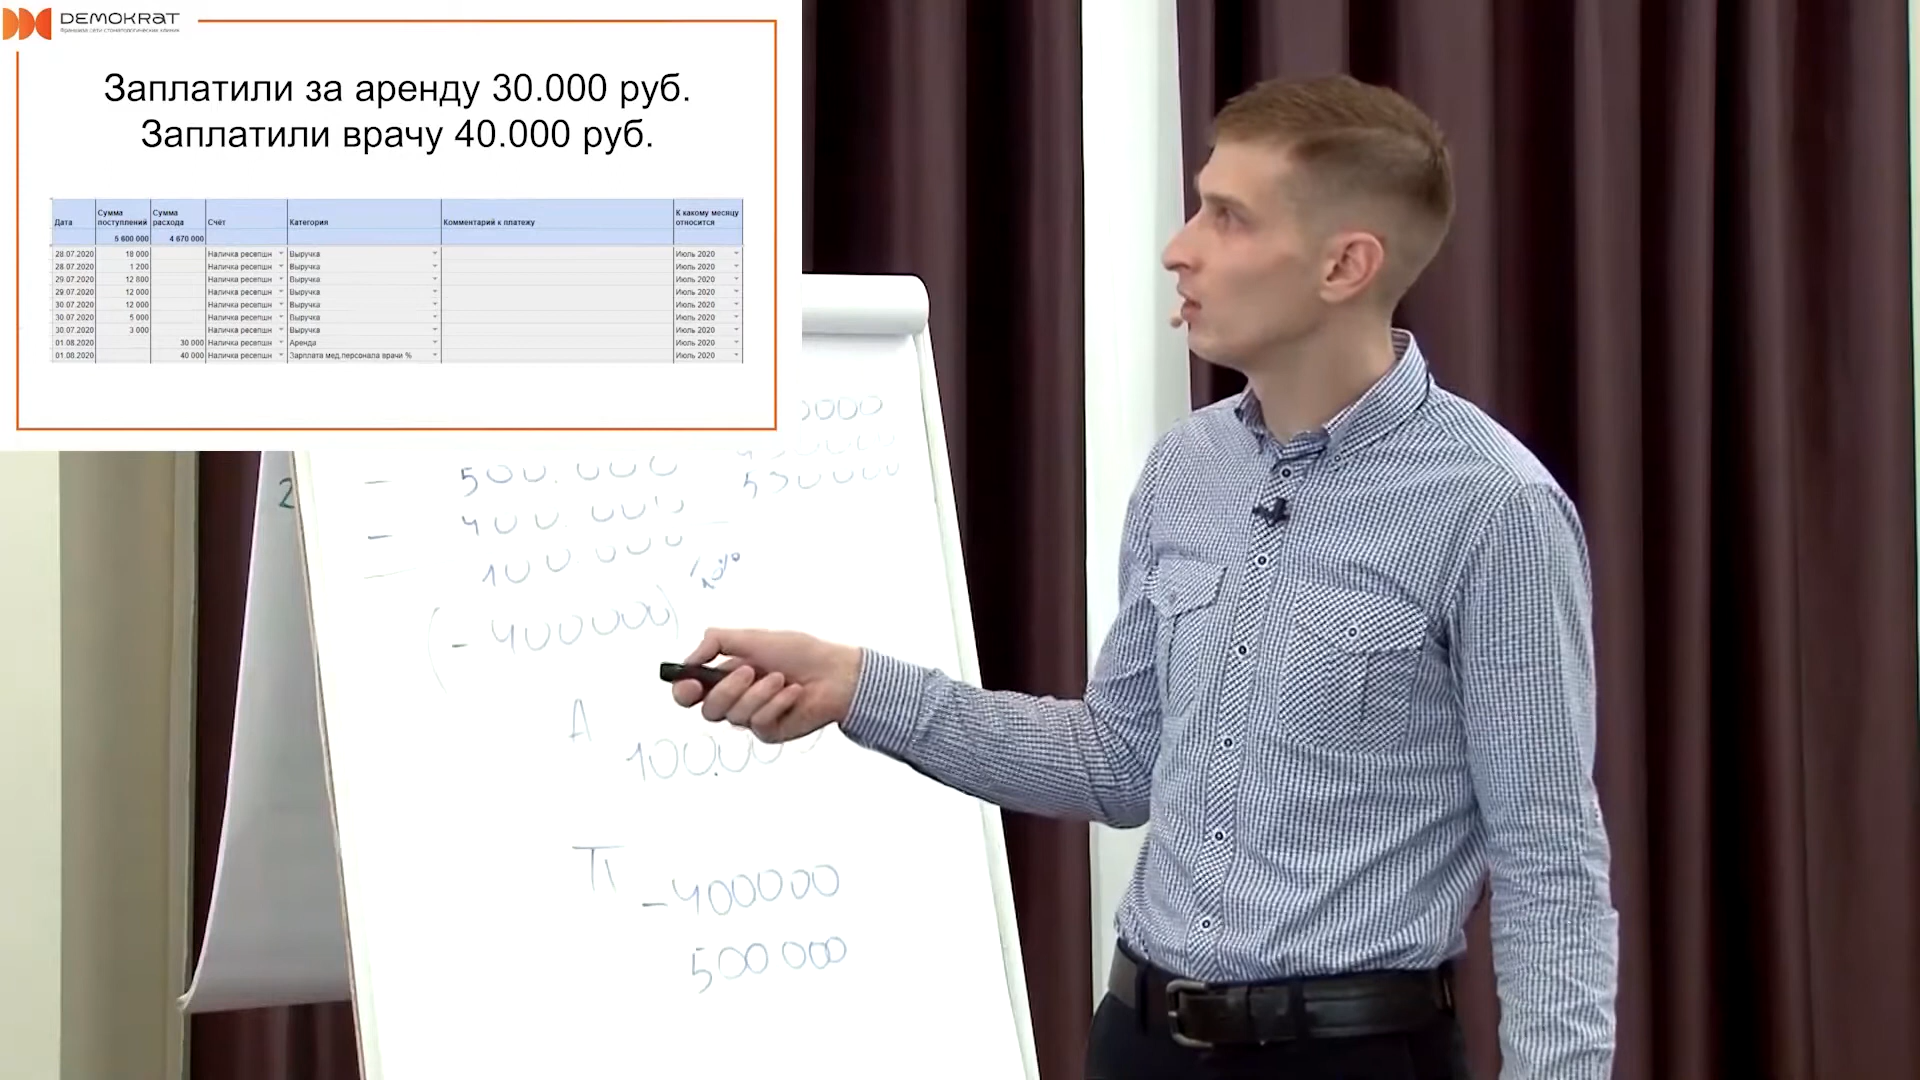 DEMOKRAT
Франшиза сети стоматологических клиник
Заплатили за аренду 30.000 руб.
Заплатили врачу 40.000 руб.
Дата Сумма поступлений Сумма расхода Счёт Категория Комментарий к платежу К какому месяцу относится
5 600 000 4 670 000
28.07.2020 18 000 Наличка ресепшн Выручка Июль 2020
28.07.2020 1 200 Наличка ресепшн Выручка Июль 2020
29.07.2020 12 800 Наличка ресепшн Выручка Июль 2020
29.07.2020 12 000 Наличка ресепшн Выручка Июль 2020
30.07.2020 12 000 Наличка ресепшн Выручка Июль 2020
30.07.2020 5 000 Наличка ресепшн Выручка Июль 2020
30.07.2020 3 000 Наличка ресепшн Выручка Июль 2020
01.08.2020 30 000 Наличка ресепшн Аренда Июль 2020
01.08.2020 40 000 Наличка ресепшн Зарплата мед.персонала врачи % Июль 2020
2
- 500.000
- 400.000
100.000
10%
(- 400000)
А
100.000
П
-400000
500 000